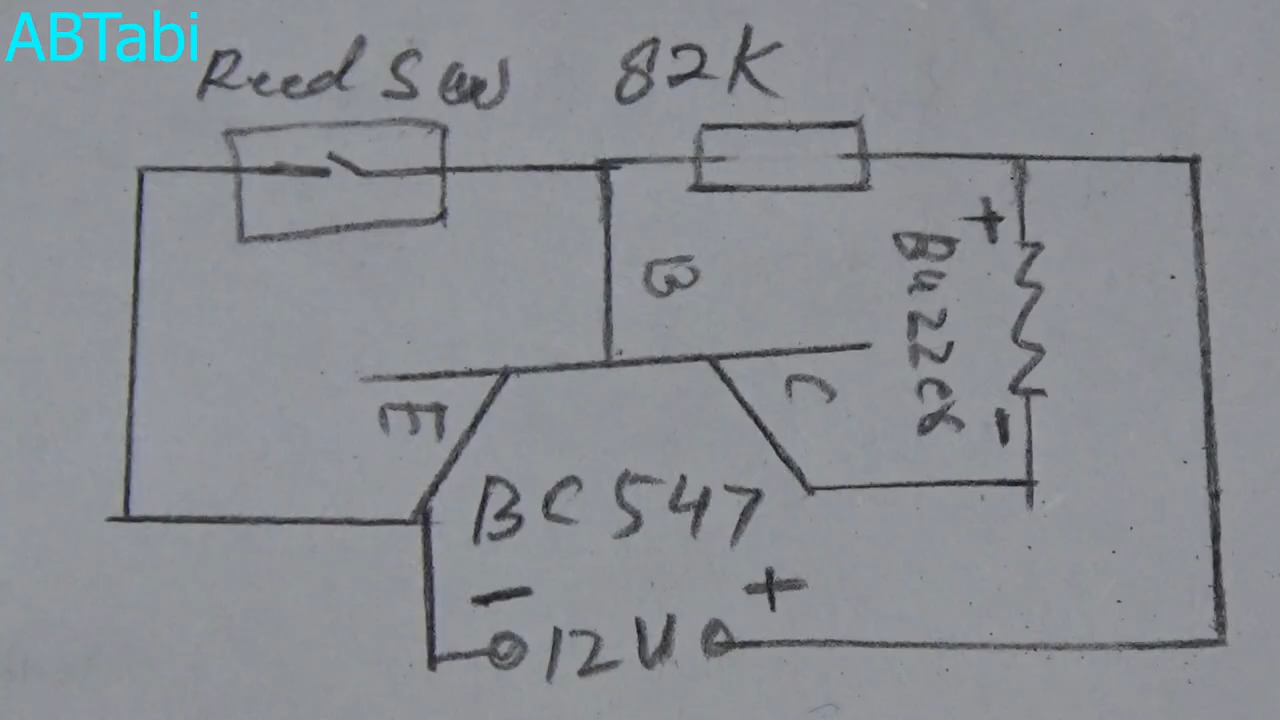 ABTabi
Reed Sw 82K
+
B
Buzzer
C
E
-
BC547
- +
12V